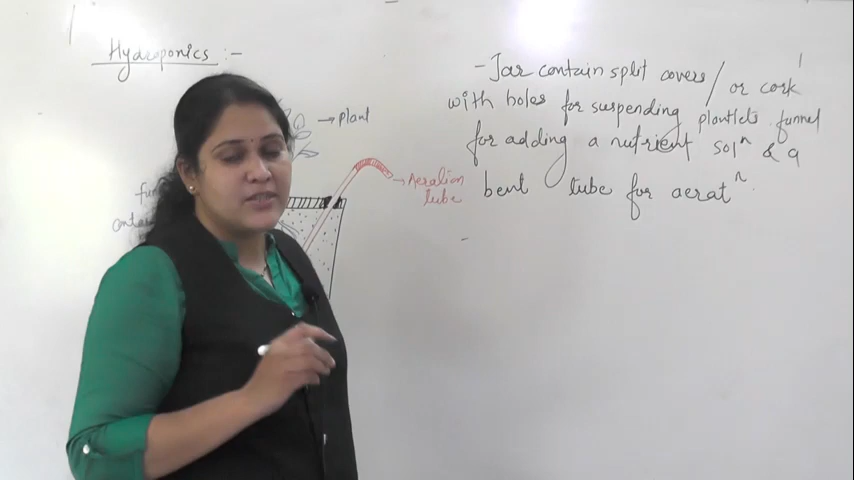 Hydroponics :-
→ plant
→ Aeration
tube
- Jar contain split covers / or cork
with holes for suspending plantlets funnel
for adding a nutrient solⁿ & a
bent tube for aeratⁿ.
-